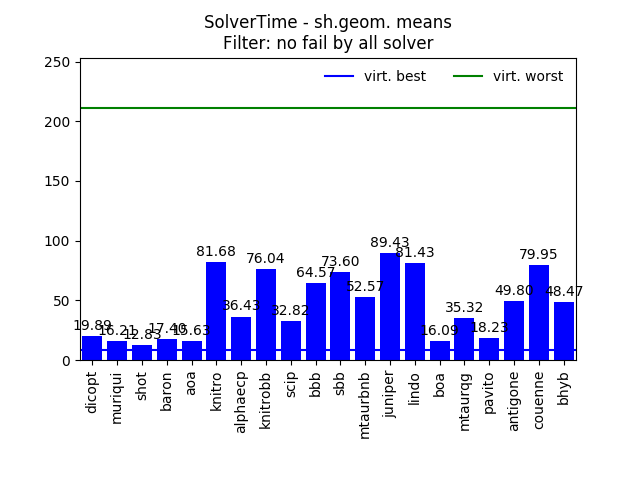 SolverTime - sh.geom. means
Filter: no fail by all solver
virt. best
virt. worst
250
200
150
100
50
0
19.89
16.21
12.83
17.40
15.63
81.68
36.43
76.04
32.82
64.57
73.60
52.57
89.43
81.43
16.09
35.32
18.23
49.80
79.95
48.47
dicopt
muriqui
shot
baron
aoa
knitro
alphaecp
knitrobb
scip
bbb
sbb
mtaurbnb
juniper
lindo
boa
mtaurqg
pavito
antigone
couenne
bhyb